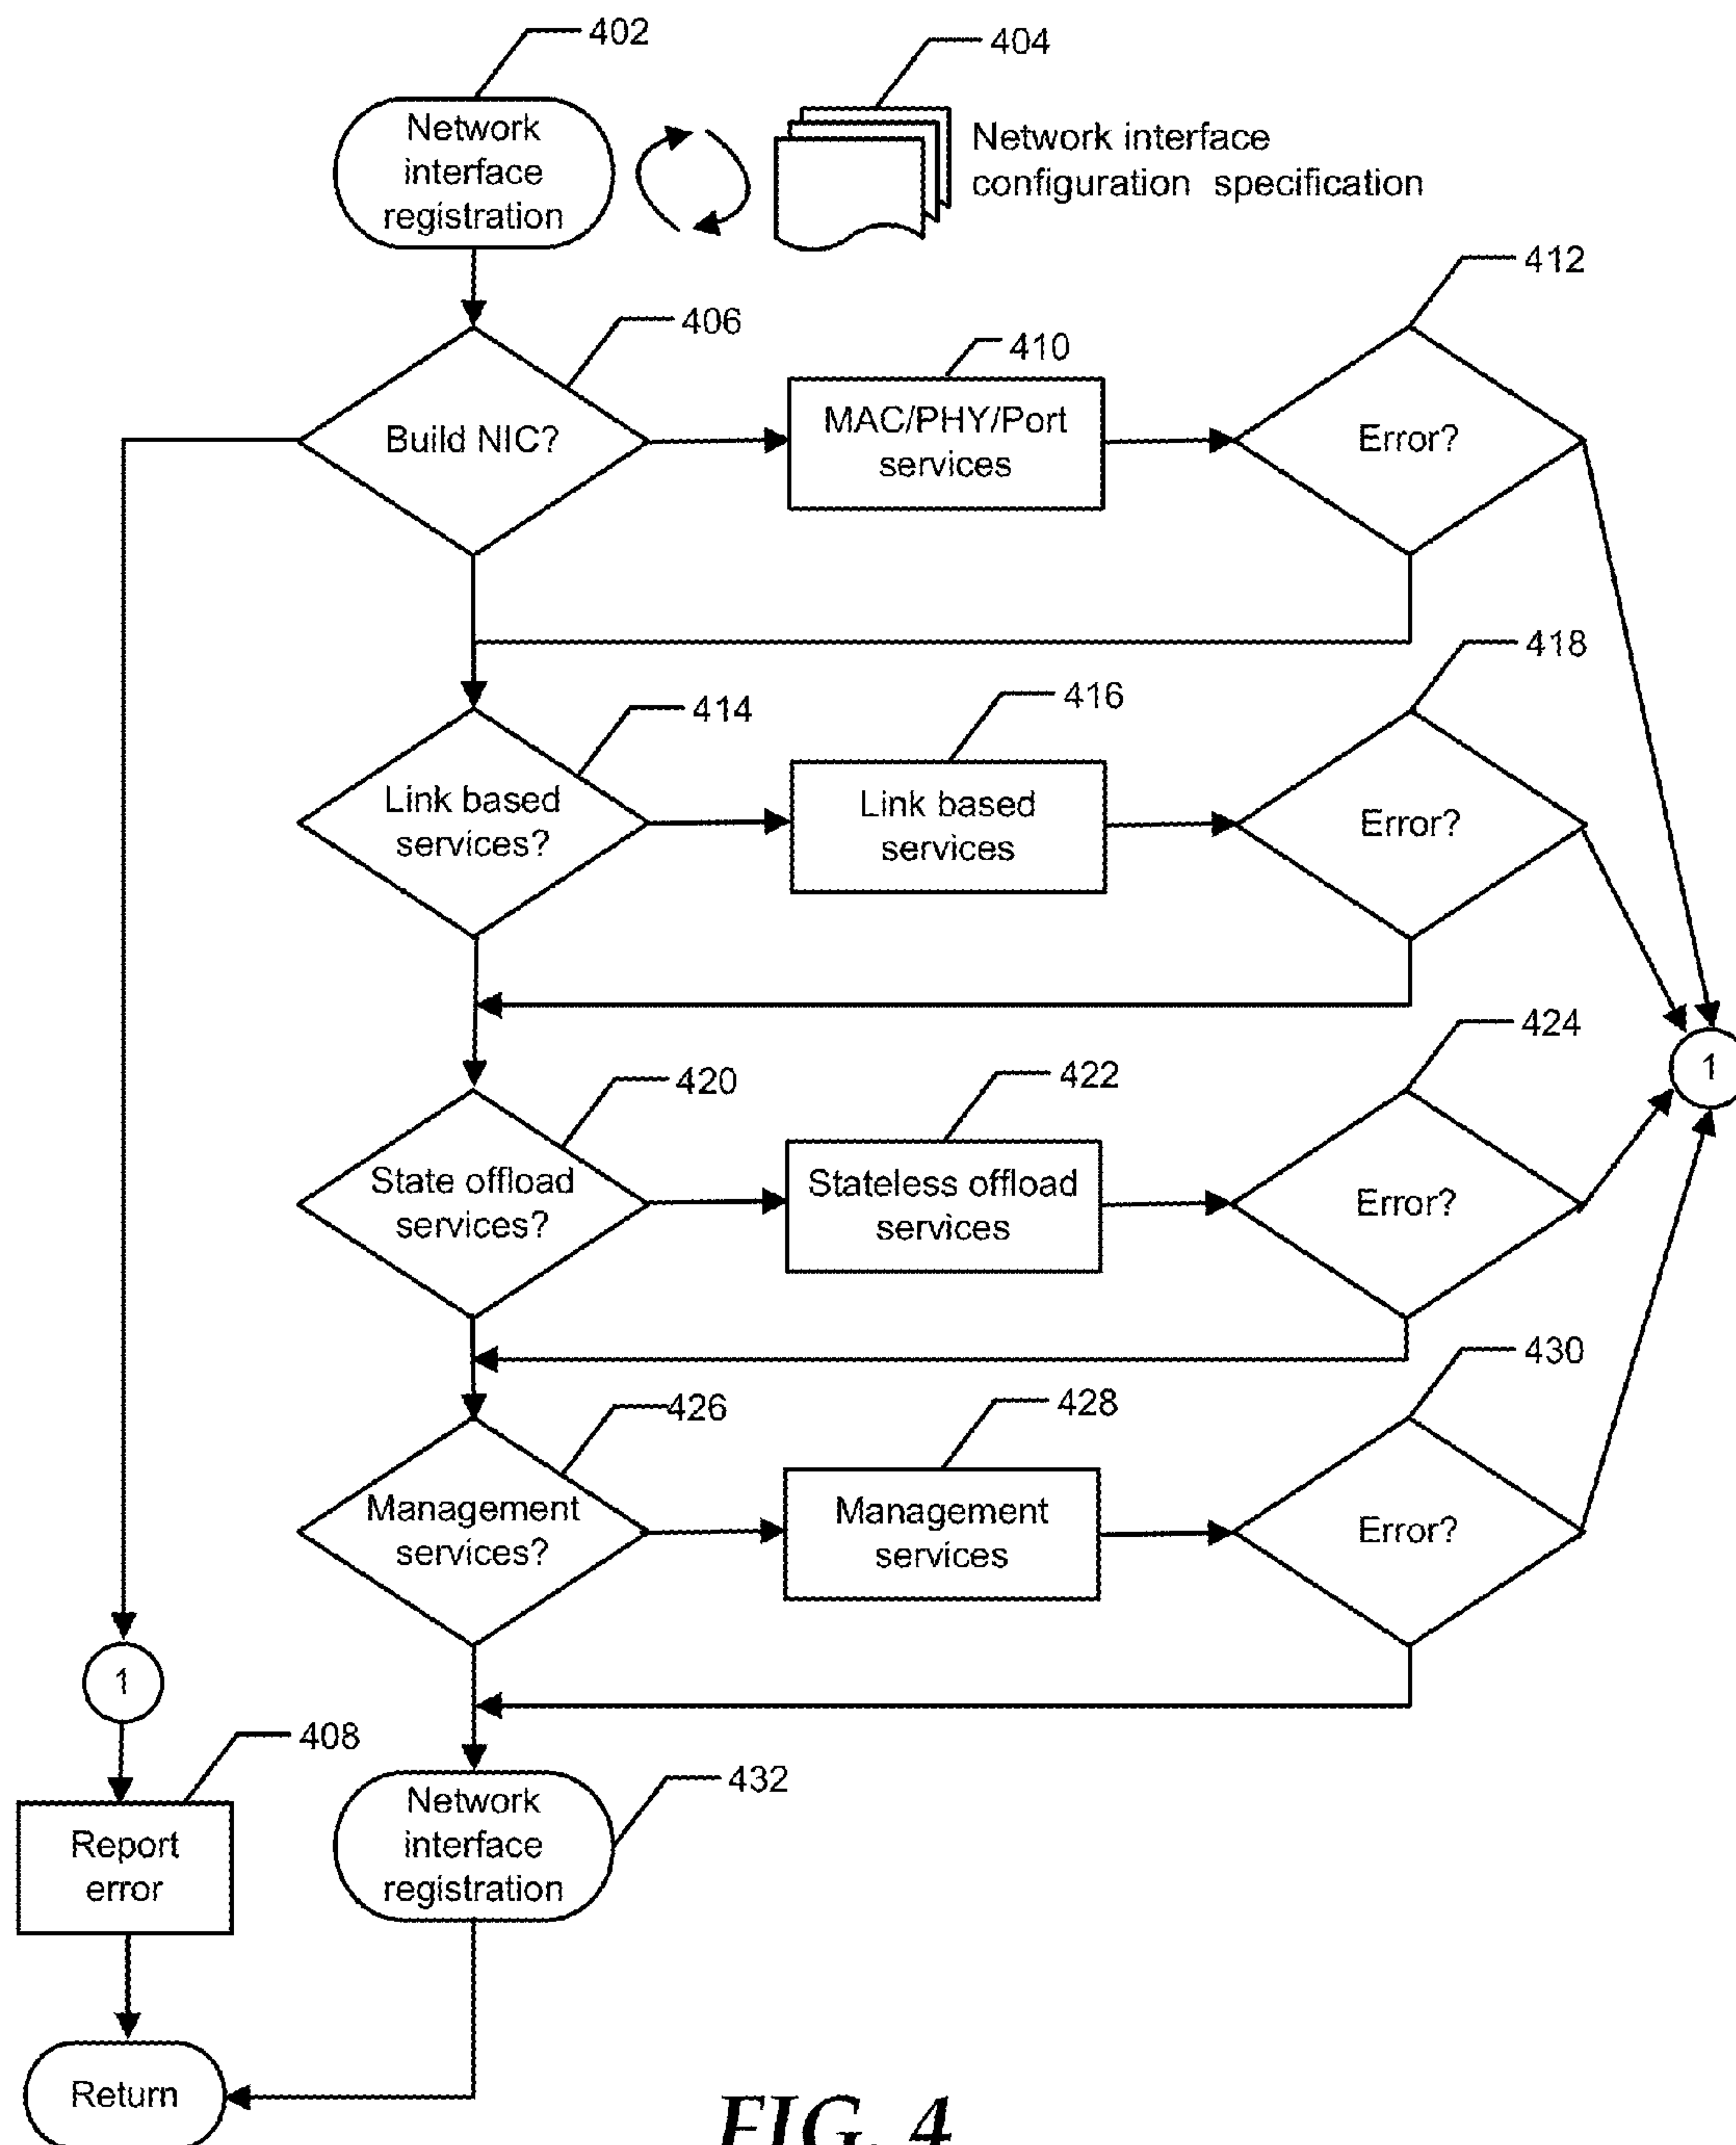 402
404
Network
interface
registration
Network interface
configuration specification
412
406
410
Build NIC?
MAC/PHY/Port
services
Error?
418
414
416
Link based
services?
Link based
services
Error?
424
420
422
1
State offload
services?
Stateless offload
services
Error?
430
426
428
Management
services?
Management
services
Error?
1
408
432
Report
error
Network
interface
registration
Return
FIG. 4